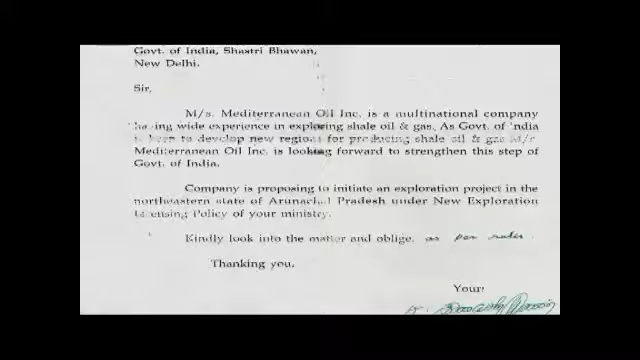 Govt. of India, Shastri Bhawan,
New Delhi.
Sir,
M/s. Mediterranean Oil Inc. is a multinational company
having wide experience in exploring shale oil & gas. As Govt. of India
is keen to develop new regions for producing shale oil & gas M/s
Mediterranean Oil Inc. is looking forward to strengthen this step of
Govt. of India.
Company is proposing to initiate an exploration project in the
northwestern state of Arunachal Pradesh under New Exploration
Licensing Policy of your ministry.
Kindly look into the matter and oblige, as per rules.
Thanking you,
Your